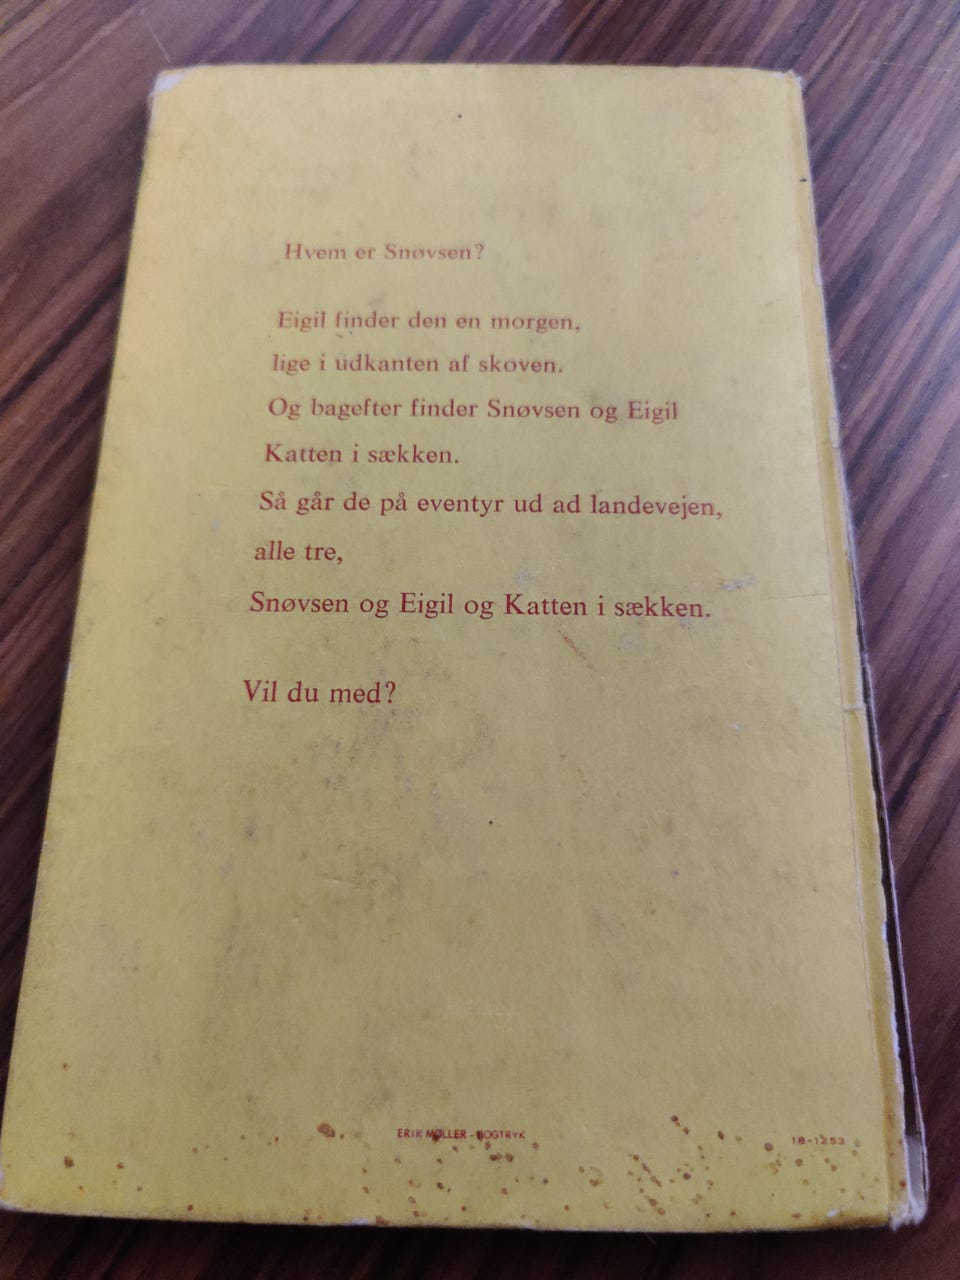 Hvem er Snøvsen?
Eigil finder den en morgen,
lige i udkanten af skoven.
Og bagefter finder Snøvsen og Eigil
Katten i sækken.
Så går de på eventyr ud ad landevejen,
alle tre,
Snøvsen og Eigil og Katten i sækken.
Vil du med?
ERIK MØLLER - BOGTRYK
18-1253